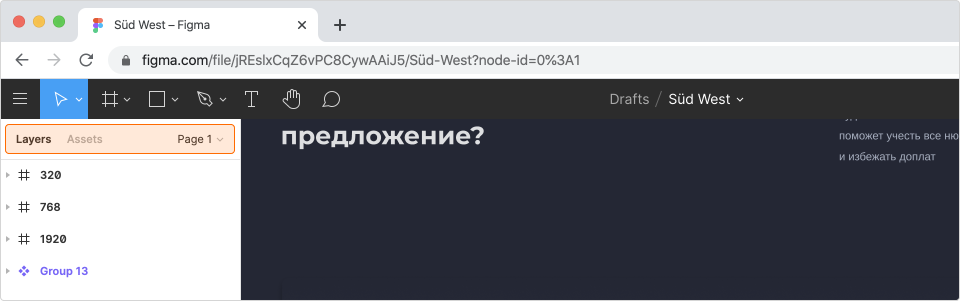 Süd West – Figma
figma.com/file/jREslxCqZ6vPC8CywAAiJ5/Süd-West?node-id=0%3A1
Drafts / Süd West
Layers Assets Page 1
предложение?
поможет учесть все ню
и избежать доплат
320
768
1920
Group 13